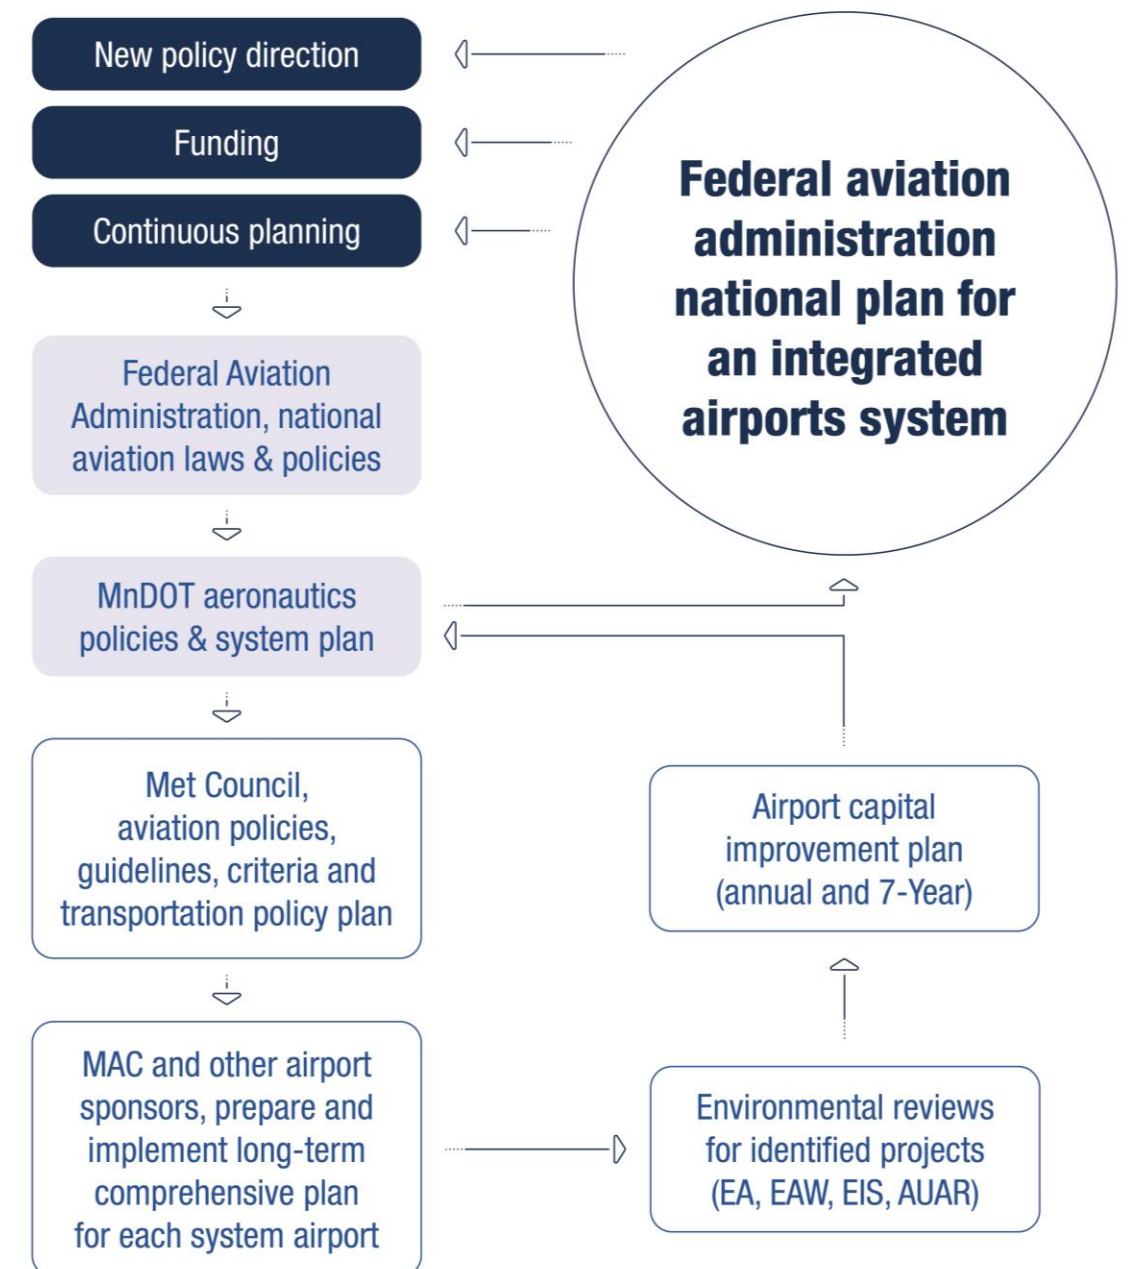 New policy direction
Funding
Continuous planning
Federal aviation
administration
national plan for
an integrated
airports system
Federal Aviation
Administration, national
aviation laws & policies
MnDOT aeronautics
policies & system plan
Met Council,
aviation policies,
guidelines, criteria and
transportation policy plan
Airport capital
improvement plan
(annual and 7-Year)
MAC and other airport
sponsors, prepare and
implement long-term
comprehensive plan
for each system airport
Environmental reviews
for identified projects
(EA, EAW, EIS, AUAR)